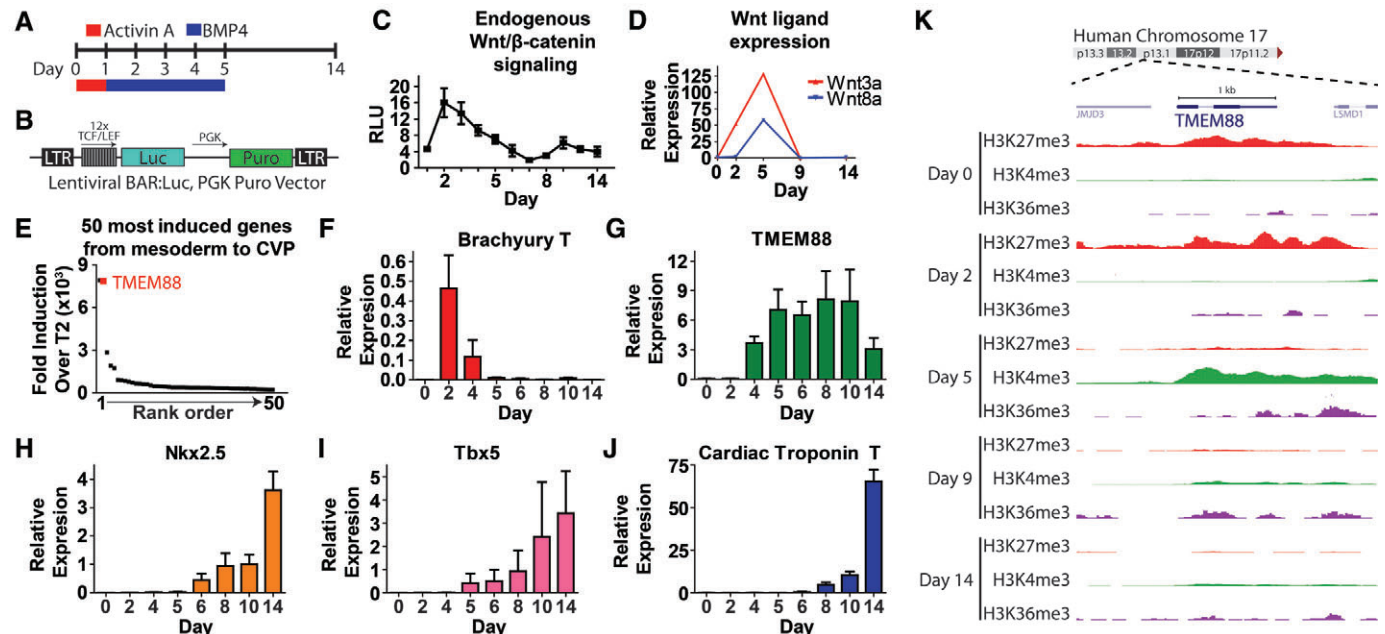 A
Activin A
BMP4
Day
0 1 2 3 4 5 14
B
12x
TCF/LEF
PGK
LTR
Luc
Puro
LTR
Lentiviral BAR:Luc, PGK Puro Vector
C
Endogenous
Wnt/β-catenin
signaling
RLU
20
16
12
8
4
0
2 4 6 8 14
Day
D
Wnt ligand
expression
Relative
Expression
125
100
75
50
25
0
Wnt3a
Wnt8a
0 2 5 9 14
Day
E
50 most induced genes
from mesoderm to CVP
Fold Induction
Over T2 (x10³)
9
6
3
0
TMEM88
1 50
Rank order
F
Brachyury T
Relative
Expression
0.6
0.5
0.4
0.3
0.2
0.1
0.0
0 2 4 5 6 8 10 14
Day
G
TMEM88
Relative
Expression
12
9
6
3
0
0 2 4 5 6 8 10 14
Day
H
Nkx2.5
Relative
Expresion
4
3
2
1
0
0 2 4 5 6 8 10 14
Day
I
Tbx5
Relative
Expresion
5
4
3
2
1
0
0 2 4 5 6 8 10 14
Day
J
Cardiac Troponin T
Relative
Expresion
75
50
25
0
0 2 4 5 6 8 10 14
Day
K
Human Chromosome 17
p13.3 13.2 p13.1 17p12 17p11.2
1 kb
JMJD3
TMEM88
LSMD1
Day 0
H3K27me3
H3K4me3
H3K36me3
Day 2
H3K27me3
H3K4me3
H3K36me3
Day 5
H3K27me3
H3K4me3
H3K36me3
Day 9
H3K27me3
H3K4me3
H3K36me3
Day 14
H3K27me3
H3K4me3
H3K36me3